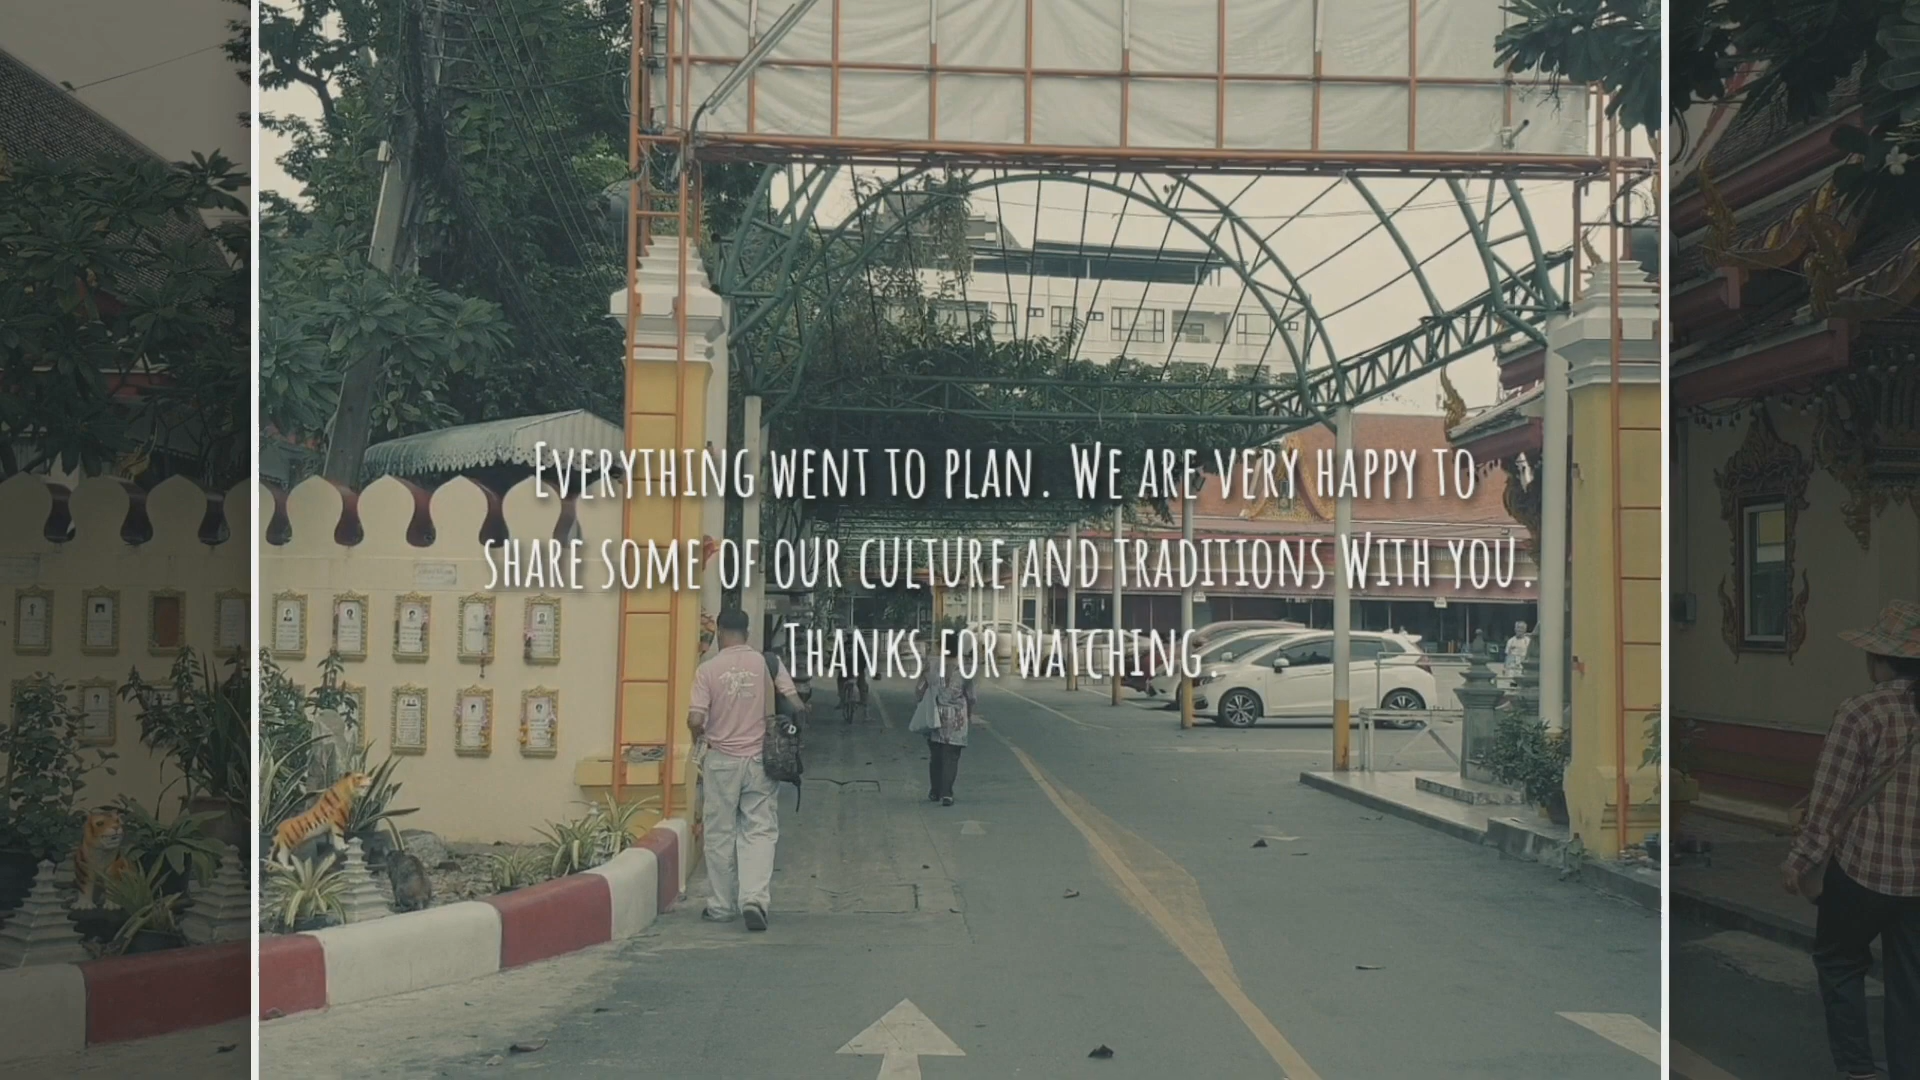 Everything went to plan. We are very happy to
share some of our culture and traditions with you.
Thanks for watching.